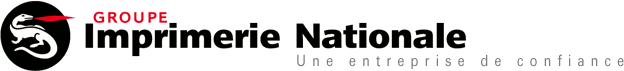 GROUPE
Imprimerie Nationale
Une entreprise de confiance